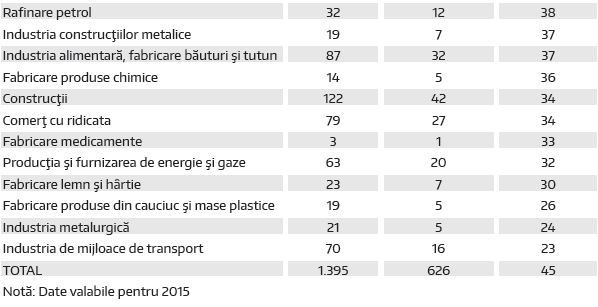 Rafinare petrol 32 12 38
Industria construcţiilor metalice 19 7 37
Industria alimentară, fabricare băuturi şi tutun 87 32 37
Fabricare produse chimice 14 5 36
Construcţii 122 42 34
Comerţ cu ridicata 79 27 34
Fabricare medicamente 3 1 33
Producţia şi furnizarea de energie şi gaze 63 20 32
Fabricare lemn şi hârtie 23 7 30
Fabricare produse din cauciuc şi mase plastice 19 5 26
Industria metalurgică 21 5 24
Industria de mijloace de transport 70 16 23
TOTAL 1.395 626 45
Notă: Date valabile pentru 2015